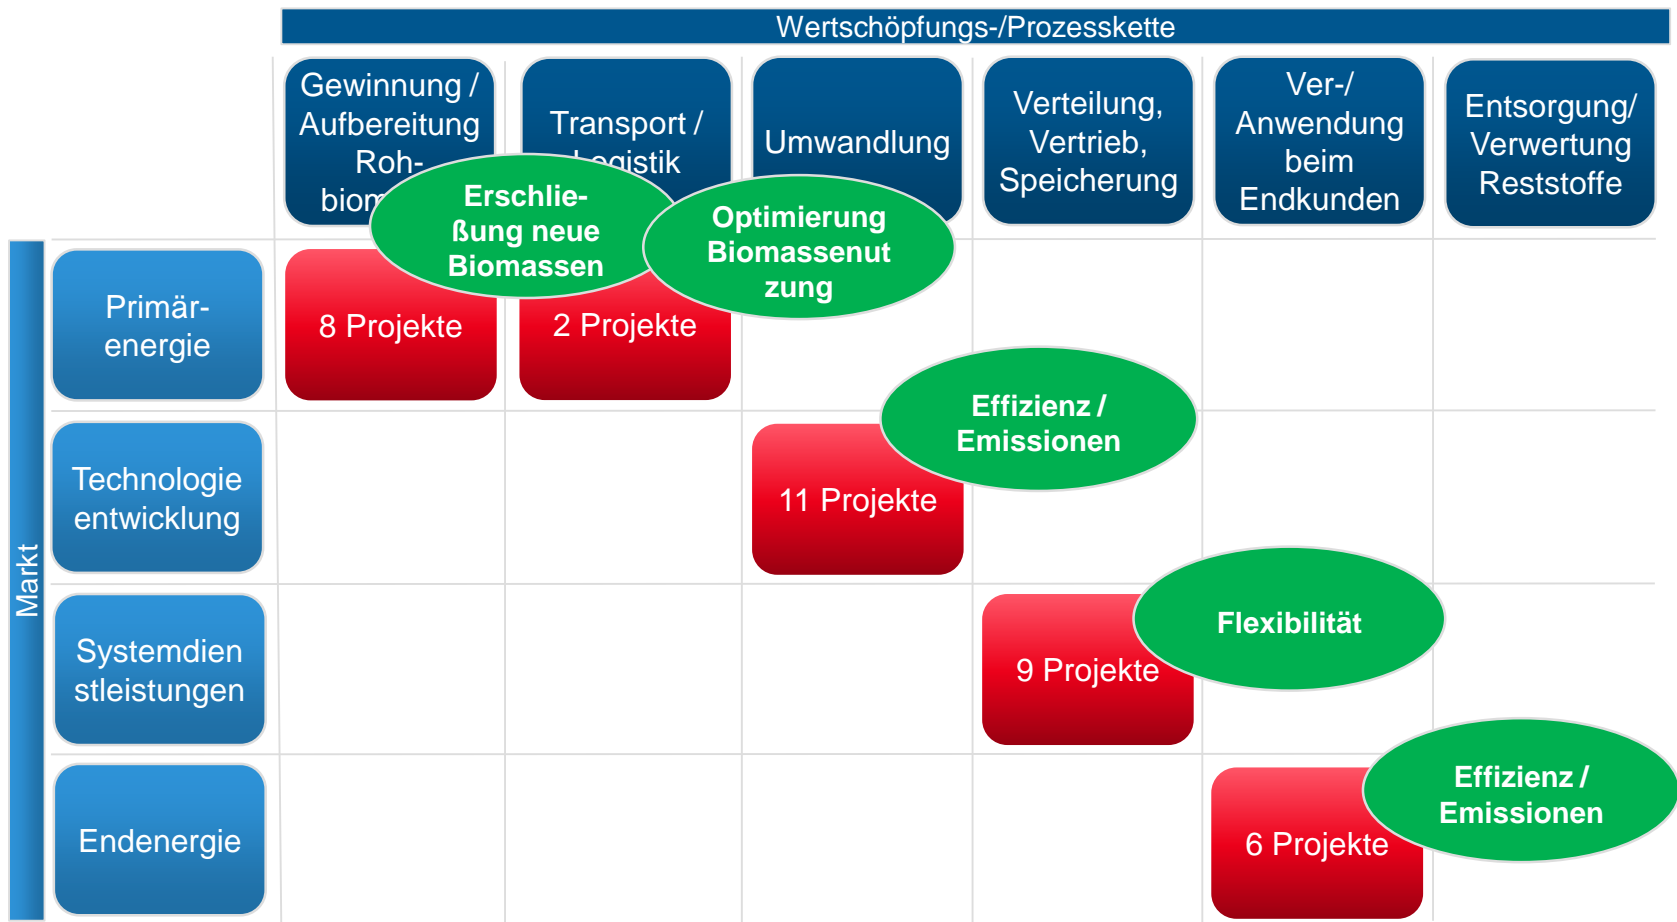 Wertschöpfungs-/Prozesskette
Gewinnung /
Aufbereitung
Roh-
Transport /
Logistik
Umwandlung
Verteilung,
Vertrieb,
Speicherung
Ver-/
Anwendung
beim
Endkunden
Entsorgung/
Verwertung
Reststoffe
Erschlie-
ßung neue
Biomassen
Optimierung
Biomassenut
zung
Markt
Primär-
energie
8 Projekte
2 Projekte
Effizienz /
Emissionen
Technologie
entwicklung
11 Projekte
Systemdien
stleistungen
9 Projekte
Flexibilität
Endenergie
6 Projekte
Effizienz /
Emissionen